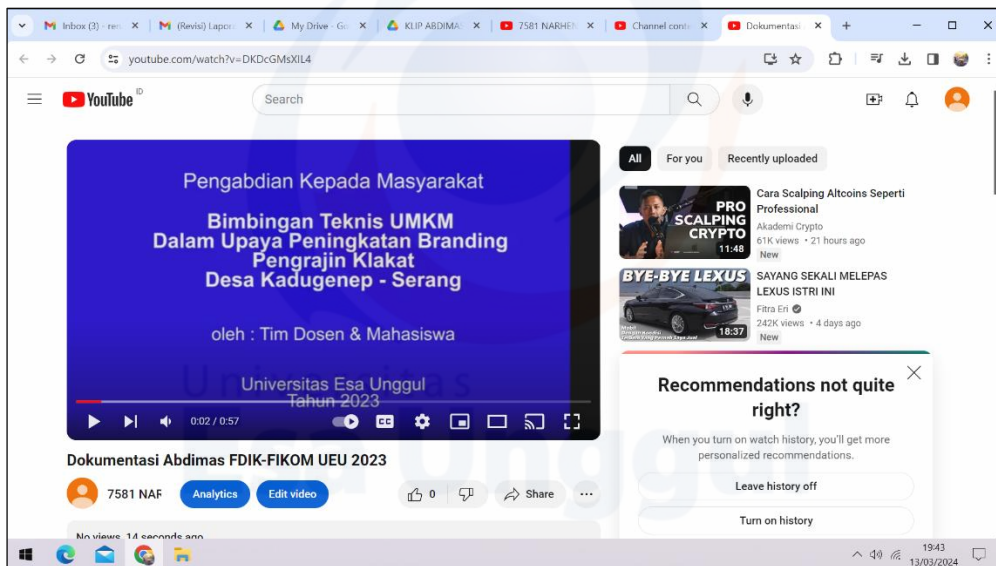 Inbox (3) - ren
(Revisi) Lapor
My Drive - Go
KLIP ABDIMAS
7581 NARHEN
Channel conte
Dokumentasi
youtube.com/watch?v=DKDcGMsXIL4
YouTube ID
Search
Pengabdian Kepada Masyarakat
Bimbingan Teknis UMKM
Dalam Upaya Peningkatan Branding
Pengrajin Klakat
Desa Kadugenep - Serang
oleh : Tim Dosen & Mahasiswa
Universitas Esa Unggul
Tahun 2023
0:02 / 0:57
CC
Dokumentasi Abdimas FDIK-FIKOM UEU 2023
7581 NAR
Analytics
Edit video
0
Share
No views 14 seconds ago
All
For you
Recently uploaded
PRO
SCALPING
CRYPTO
11:48
Cara Scalping Altcoins Seperti
Professional
Akademi Crypto
61K views • 21 hours ago
New
BYE-BYE LEXUS
18:37
SAYANG SEKALI MELEPAS
LEXUS ISTRI INI
Fitra Eri
242K views • 4 days ago
New
Recommendations not quite
right?
When you turn on watch history, you'll get more
personalized recommendations.
Leave history off
Turn on history
Universitas
Esa Unggul
19:43
13/03/2024